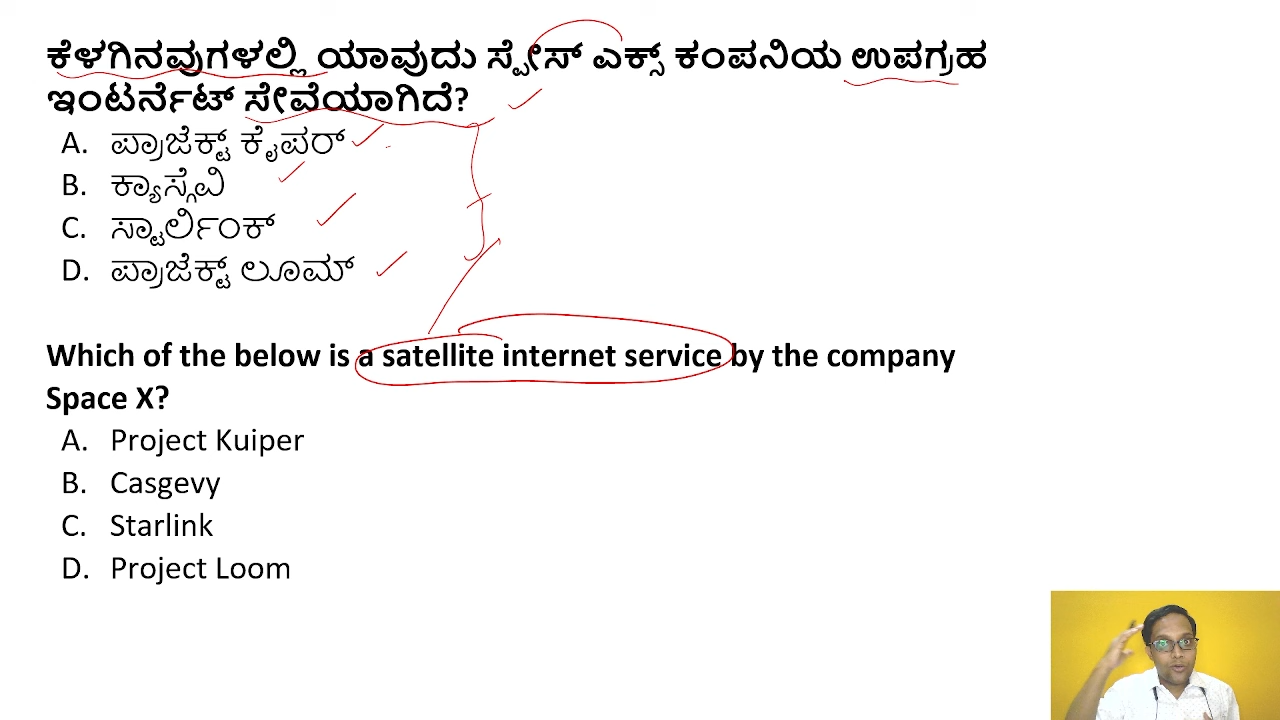 ಕೆಳಗಿನವುಗಳಲ್ಲಿ ಯಾವುದು ಸ್ಪೇಸ್ ಎಕ್ಸ್ ಕಂಪನಿಯ ಉಪಗ್ರಹ
ಇಂಟರ್ನೆಟ್ ಸೇವೆಯಾಗಿದೆ?
A. ಪ್ರಾಜೆಕ್ಟ್ ಕೈಪರ್
B. ಕ್ಯಾಸ್ಗೆವಿ
C. ಸ್ಟಾರ್ಲಿಂಕ್
D. ಪ್ರಾಜೆಕ್ಟ್ ಲೂಮ್
Which of the below is a satellite internet service by the company
Space X?
A. Project Kuiper
B. Casgevy
C. Starlink
D. Project Loom